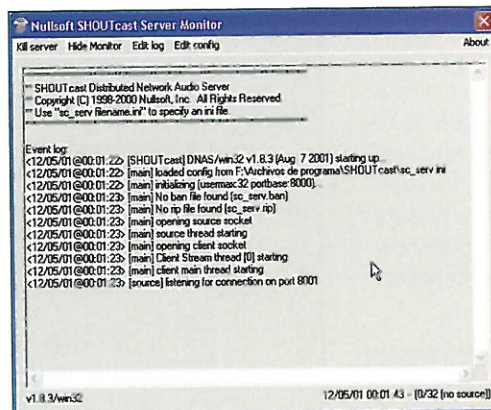 Nullsoft SHOUTcast Server Monitor
Kill server Hide Monitor Edit log Edit config About
** SHOUTcast Distributed Network Audio Server
** Copyright (C) 1998-2000 Nullsoft, Inc. All Rights Reserved.
** Use "sc_serv filename.ini" to specify an ini file.
Event log:
<12/05/01@00:01:22> [SHOUTcast] DNAS/win32 v1.8.3 (Aug 7 2001) starting up...
<12/05/01@00:01:22> [main] loaded config from F:\Archivos de programa\SHOUTcast\sc_serv.ini
<12/05/01@00:01:22> [main] initializing (usermax:32 portbase:8000)...
<12/05/01@00:01:23> [main] No ban file found (sc_serv.ban)
<12/05/01@00:01:23> [main] No rip file found (sc_serv.rip)
<12/05/01@00:01:23> [main] opening source socket
<12/05/01@00:01:23> [main] source thread starting
<12/05/01@00:01:23> [main] opening client socket
<12/05/01@00:01:23> [main] Client Stream thread [0] starting
<12/05/01@00:01:23> [main] client main thread starting
<12/05/01@00:01:23> [source] listening for connection on port 8001
v1.8.3/win32 12/05/01 00:01:43 - [0/32 (no source)]